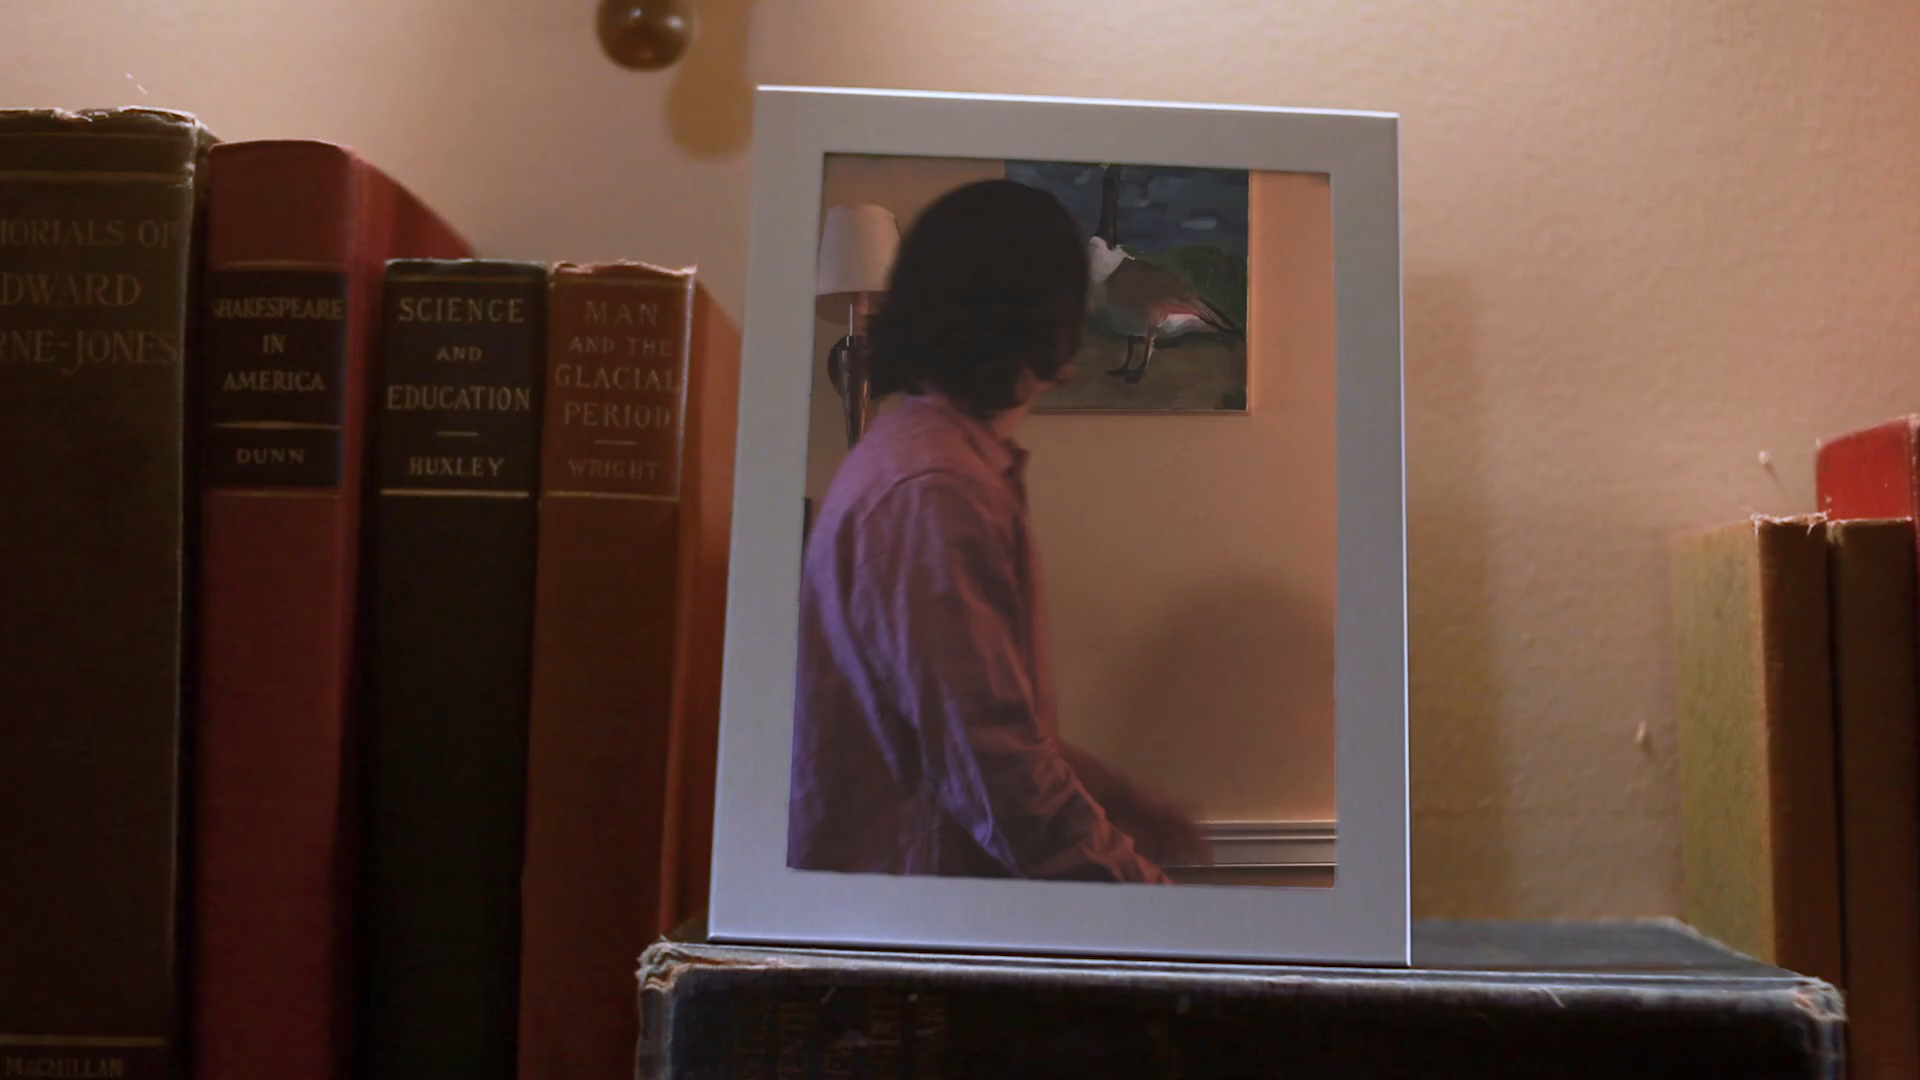 MORIALS OF
DWARD
RNE-JONES
MACMILLAN
SHAKESPEARE
IN
AMERICA
DUNN
SCIENCE
AND
EDUCATION
HUXLEY
MAN
AND THE
GLACIAL
PERIOD
WRIGHT